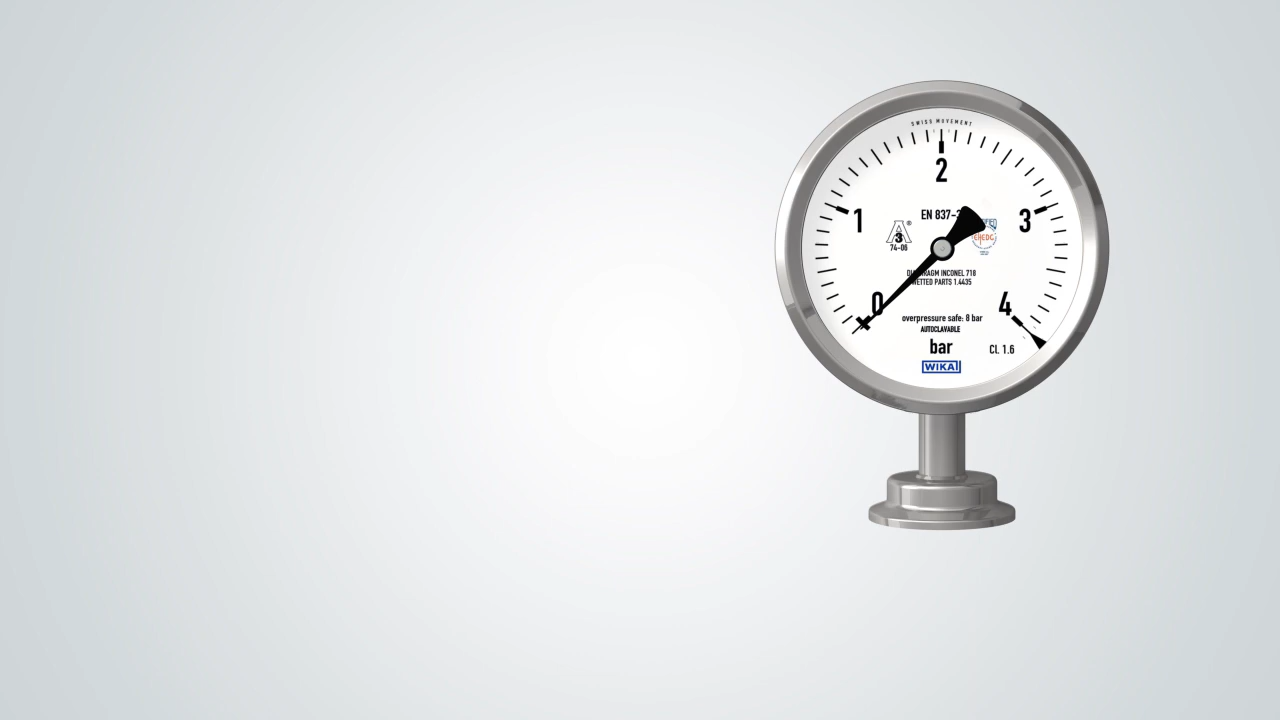 SWISS MOVEMENT
2
1
3
EN 837-
EHEDG
®
3
74-06
INCONEL 718
WETTED PARTS 1.4435
0
4
overpressure safe: 8 bar
AUTOCLAVABLE
bar
Cl. 1.6
WIKA